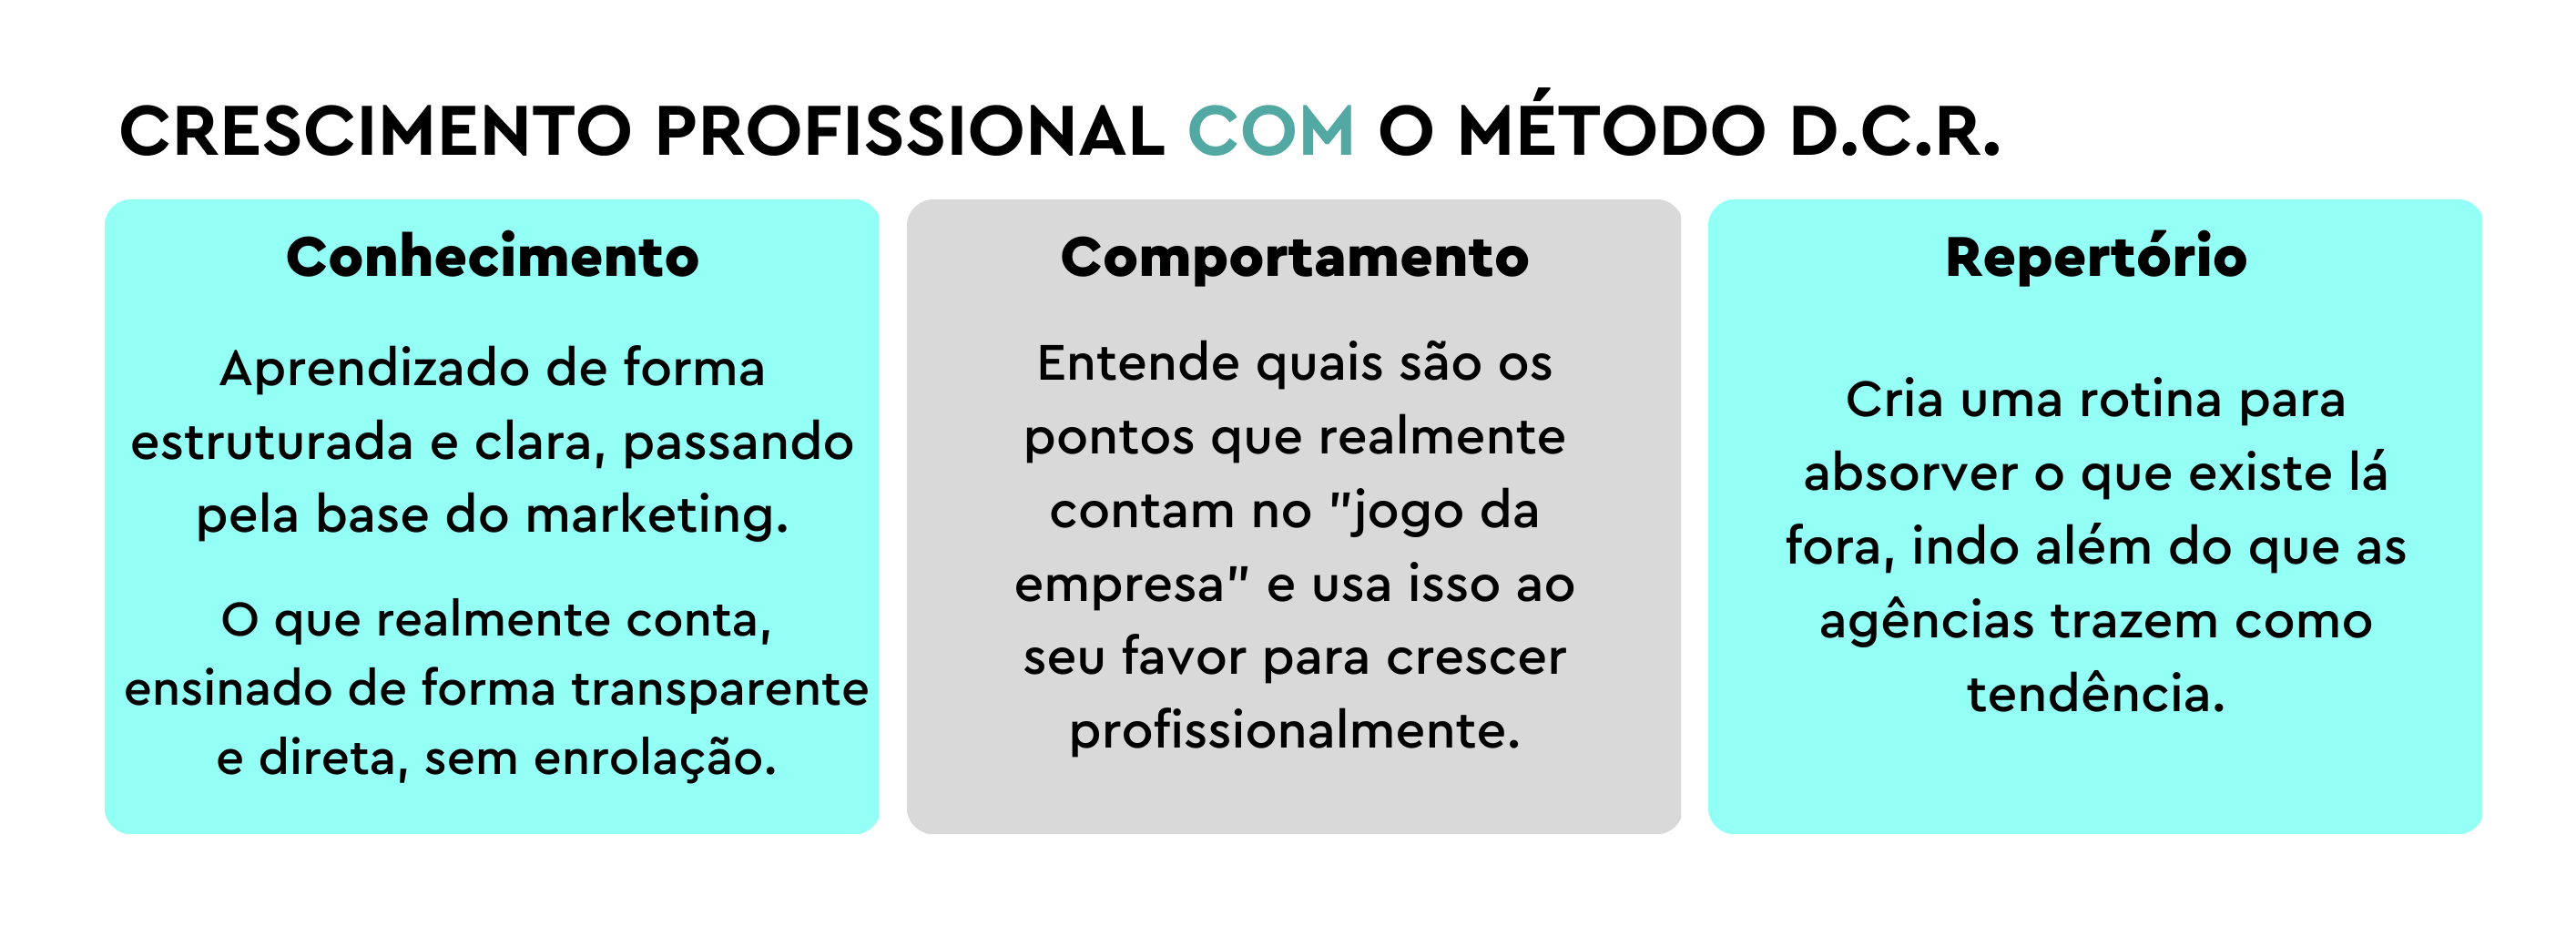 CRESCIMENTO PROFISSIONAL COM O MÉTODO D.C.R.
Conhecimento
Aprendizado de forma
estruturada e clara, passando
pela base do marketing.
O que realmente conta,
ensinado de forma transparente
e direta, sem enrolação.
Comportamento
Entende quais são os
pontos que realmente
contam no "jogo da
empresa" e usa isso ao
seu favor para crescer
profissionalmente.
Repertório
Cria uma rotina para
absorver o que existe lá
fora, indo além do que as
agências trazem como
tendência.